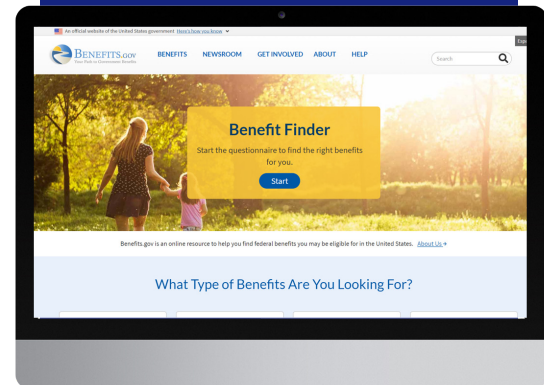 An official website of the United States government Here's how you know
BENEFITS.GOV
Your Path to Government Benefits
BENEFITS NEWSROOM GET INVOLVED ABOUT HELP
Search
Benefit Finder
Start the questionnaire to find the right benefits
for you.
Start
Benefits.gov is an online resource to help you find federal benefits you may be eligible for in the United States. About Us
What Type of Benefits Are You Looking For?